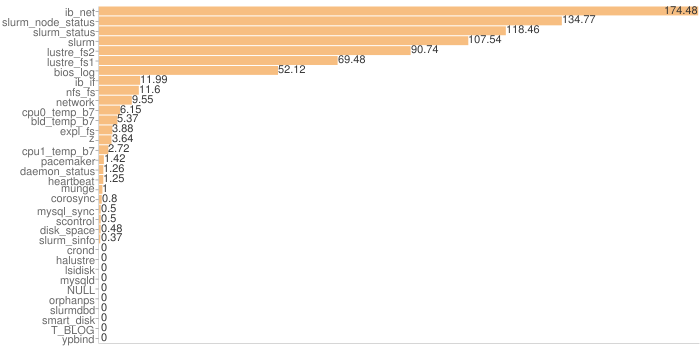 ib_net 174.48
slurm_node_status 134.77
slurm_status 118.46
slurm 107.54
lustre_fs2 90.74
lustre_fs1 69.48
bios_log 52.12
ib_if 11.99
nfs_fs 11.6
network 9.55
cpu0_temp_b7 6.15
bld_temp_b7 5.37
expl_fs 3.88
z 3.64
cpu1_temp_b7 2.72
pacemaker 1.42
daemon_status 1.26
heartbeat 1.25
munge 1
corosync 0.8
mysql_sync 0.5
scontrol 0.5
disk_space 0.48
slurm_sinfo 0.37
crond 0
halustre 0
lsidisk 0
mysqld 0
NULL 0
orphanps 0
slurmdbd 0
smart_disk 0
T_BLOG 0
ypbind 0